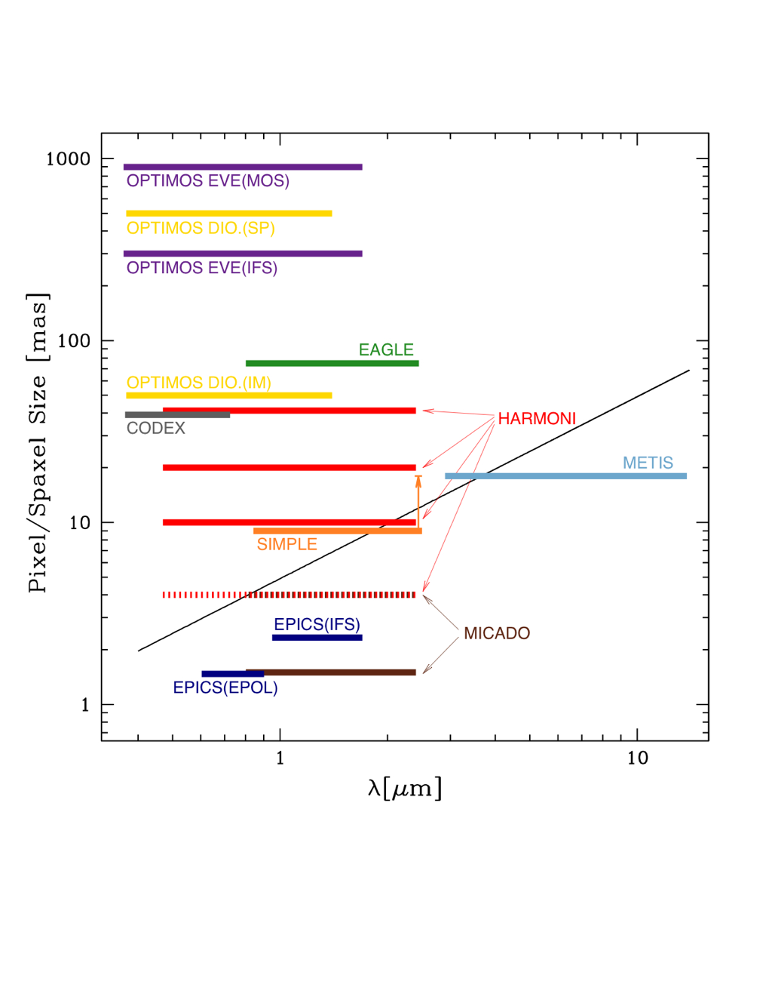 1000
OPTIMOS EVE(MOS)
OPTIMOS DIO.(SP)
OPTIMOS EVE(IFS)
100
EAGLE
OPTIMOS DIO.(IM)
HARMONI
CODEX
METIS
10
SIMPLE
EPICS(IFS)
MICADO
EPICS(EPOL)
1
1 10
λ[μm]
Pixel/Spaxel Size [mas]